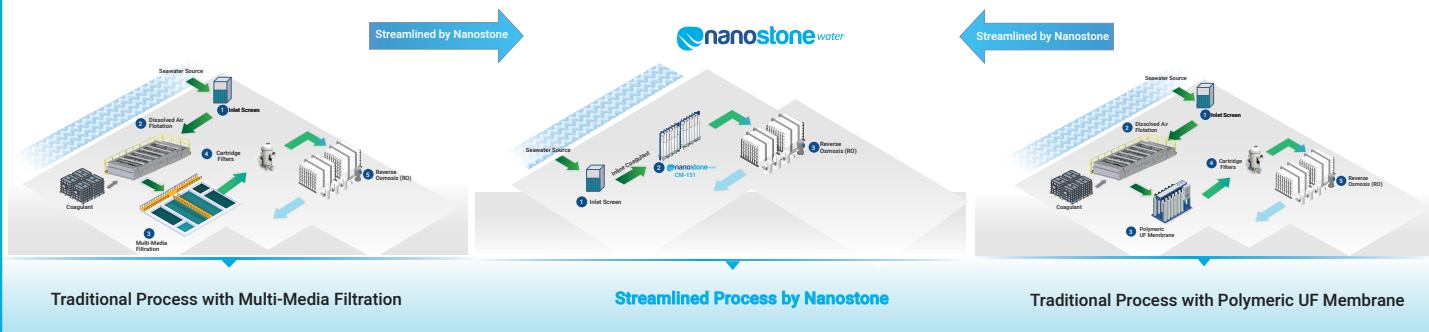 Streamlined by Nanostone
nanostone water
Streamlined by Nanostone
Seawater Source
1 Inlet Screen
2 Dissolved Air
Flotation
4 Cartridge
Filters
5 Reverse
Osmosis (RO)
Coagulant
3
Multi-Media
Filtration
Traditional Process with Multi-Media Filtration
Seawater Source
Inline Coagulant
1 Inlet Screen
2 nanostone
CM-151
3 Reverse
Osmosis (RO)
Streamlined Process by Nanostone
Seawater Source
1 Inlet Screen
2 Dissolved Air
Flotation
4 Cartridge
Filters
5 Reverse
Osmosis (RO)
Coagulant
3 Polymeric
UF Membrane
Traditional Process with Polymeric UF Membrane